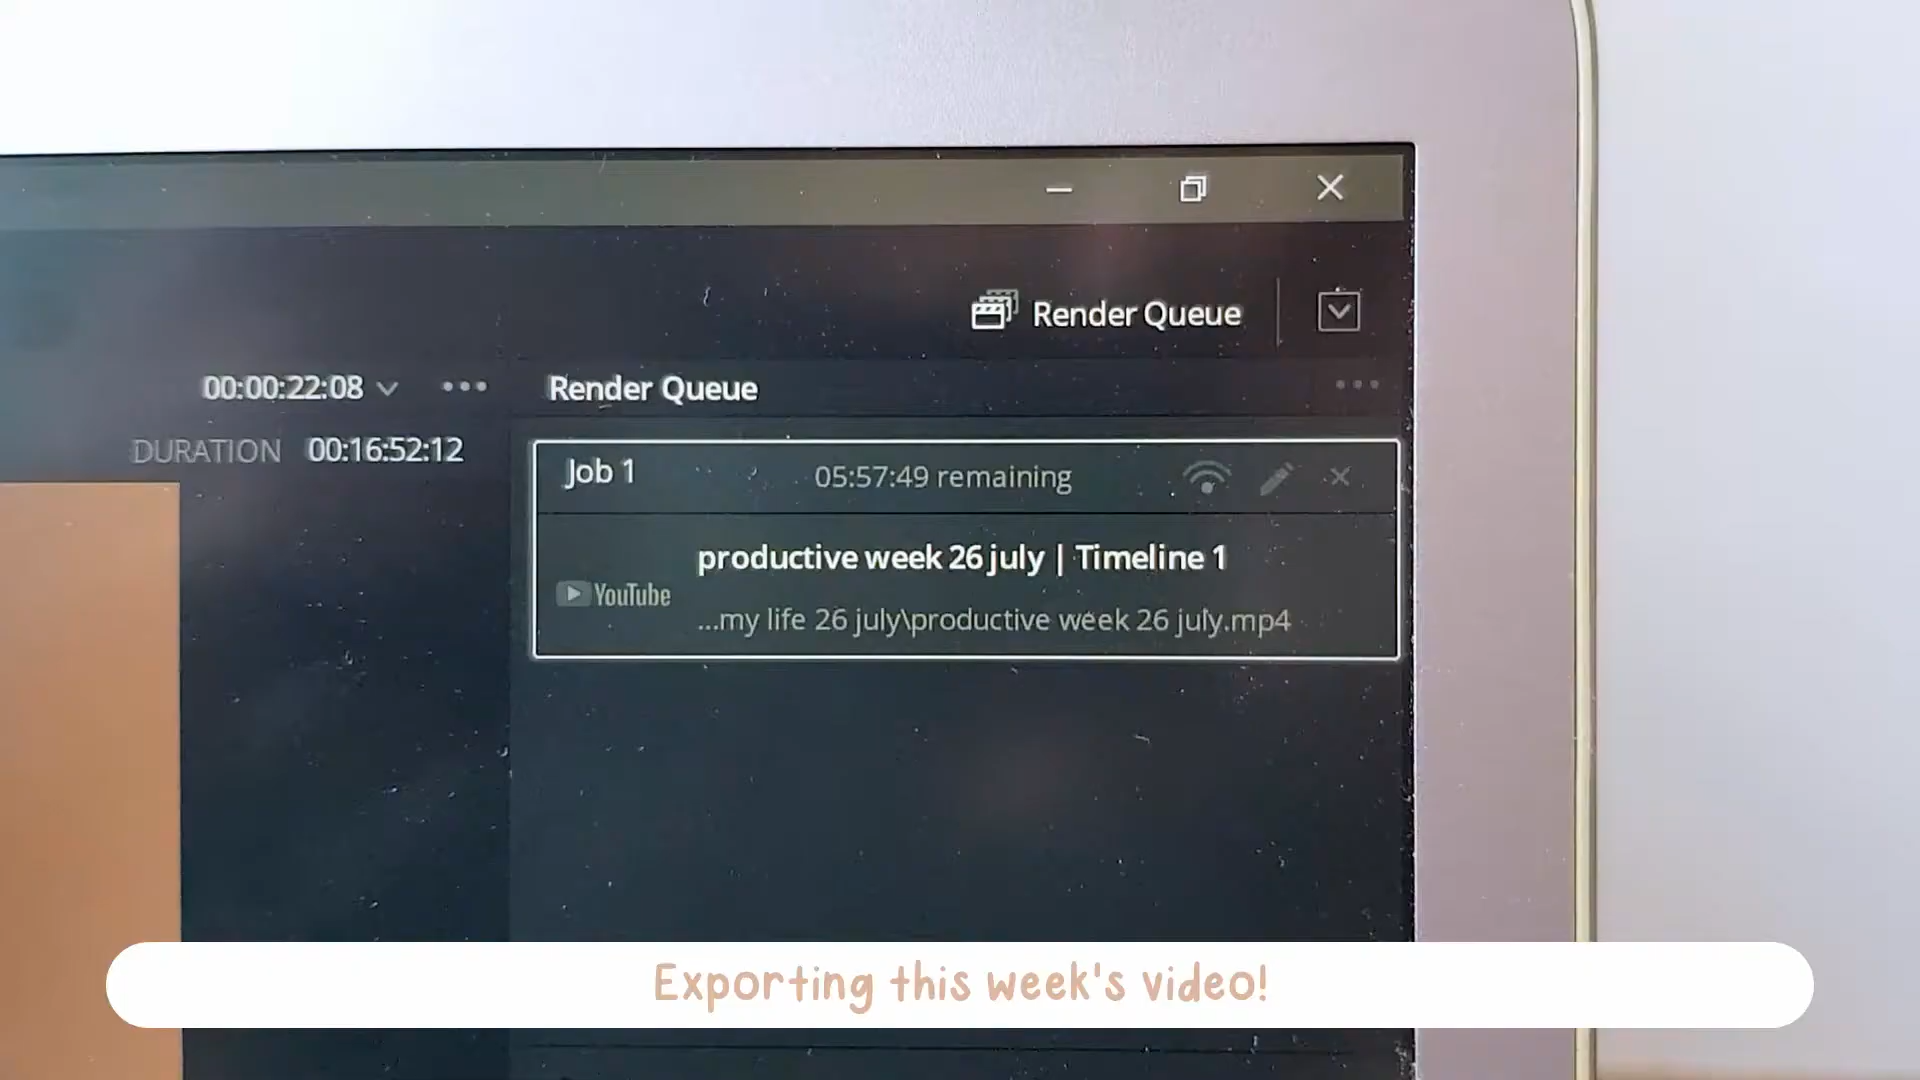 Render Queue
00:00:22:08
Render Queue
DURATION 00:16:52:12
Job 1
05:57:49 remaining
productive week 26 july | Timeline 1
YouTube
...my life 26 july\productive week 26 july.mp4
Exporting this week's video!